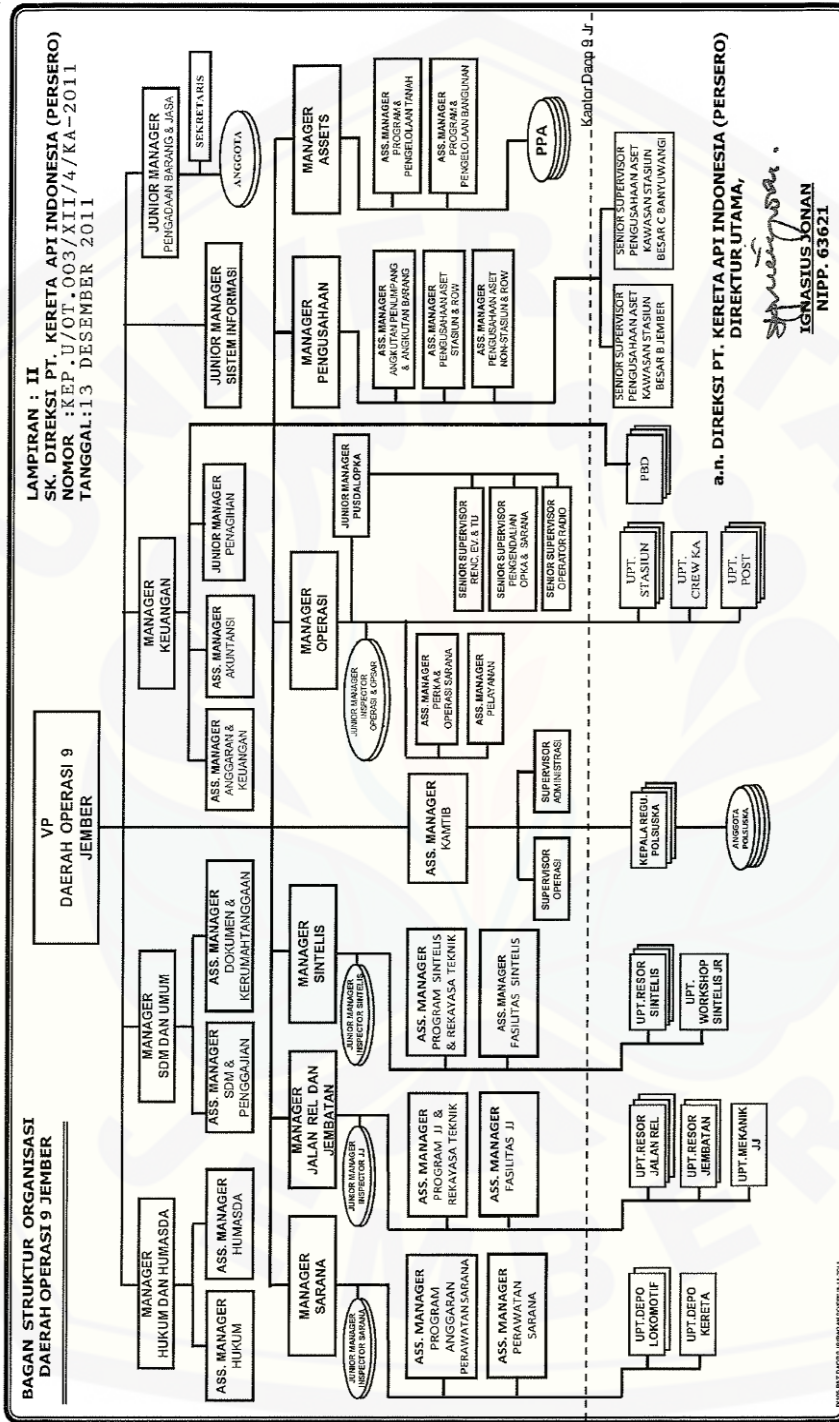 BAGAN STRUKTUR ORGANISASI
DAERAH OPERASI 9 JEMBER
LAMPIRAN : II
SK. DIREKSI PT. KERETA API INDONESIA (PERSERO)
NOMOR :KEP.U/OT.003/XII/4/KA-2011
TANGGAL:13 DESEMBER 2011
VP
DAERAH OPERASI 9
JEMBER
MANAGER
HUKUM DAN HUMASDA
ASS. MANAGER
HUKUM
ASS. MANAGER
HUMASDA
MANAGER
SDM DAN UMUM
ASS. MANAGER
SDM &
PENGGAJIAN
ASS. MANAGER
DOKUMEN &
KERUMAHTANGGAAN
MANAGER
KEUANGAN
ASS. MANAGER
ANGGARAN &
KEUANGAN
ASS. MANAGER
AKUNTANSI
JUNIOR MANAGER
PENAGIHAN
JUNIOR MANAGER
SISTEM INFORMASI
JUNIOR MANAGER
PENGADAAN BARANG & JASA
SEKRETARIS
ANGGOTA
MANAGER
SARANA
JUNIOR MANAGER
INSPECTOR SARANA
ASS. MANAGER
PROGRAM
ANGGARAN
PERAWATAN SARANA
ASS. MANAGER
PERAWATAN
SARANA
MANAGER
JALAN REL DAN
JEMBATAN
JUNIOR MANAGER
INSPECTOR JJ
ASS. MANAGER
PROGRAM JJ &
REKAYASA TEKNIK
ASS. MANAGER
FASILITAS JJ
MANAGER
SINTELIS
JUNIOR MANAGER
INSPECTOR SINTELIS
ASS. MANAGER
PROGRAM SINTELIS
& REKAYASA TEKNIK
ASS. MANAGER
FASILITAS SINTELIS
ASS. MANAGER
KAMTIB
SUPERVISOR
OPERASI
SUPERVISOR
ADMINISTRASI
MANAGER
OPERASI
JUNIOR MANAGER
INSPECTOR
OPERASI & OPSAR
ASS. MANAGER
PERKA &
OPERASI SARANA
ASS. MANAGER
PELAYANAN
JUNIOR MANAGER
PUSDALOPKA
SENIOR SUPERVISOR
RENC. EV. & TU
SENIOR SUPERVISOR
PENGENDALIAN
OPKA & SARANA
SENIOR SUPERVISOR
OPERATOR RADIO
MANAGER
PENGUSAHAAN
ASS. MANAGER
ANGKUTAN PENUMPANG
& ANGKUTAN BARANG
ASS. MANAGER
PENGUSAHAAN ASET
STASIUN & ROW
ASS. MANAGER
PENGUSAHAAN ASET
NON-STASIUN & ROW
MANAGER
ASSETS
ASS. MANAGER
PROGRAM &
PENGELOLAAN TANAH
ASS. MANAGER
PROGRAM &
PENGELOLAAN BANGUNAN
PPA
Kantor Daop 9 Jr
UPT.DEPO
LOKOMOTIF
UPT.DEPO
KERETA
UPT.RESOR
JALAN REL
UPT.RESOR
JEMBATAN
UPT.MEKANIK
JJ
UPT.RESOR
SINTELIS
UPT.
WORKSHOP
SINTELIS JR
KEPALA REGU
POLSUSKA
ANGGOTA
POLSUSKA
UPT.
STASIUN
UPT.
CREW KA
UPT.
POST
PBD
SENIOR SUPERVISOR
PENGUSAHAAN ASET
KAWASAN STASIUN
BESAR B JEMBER
SENIOR SUPERVISOR
PENGUSAHAAN ASET
KAWASAN STASIUN
BESAR C BANYUWANGI
a.n. DIREKSI PT. KERETA API INDONESIA (PERSERO)
DIREKTUR UTAMA,
IGNASIUS JONAN
NIPP. 63621